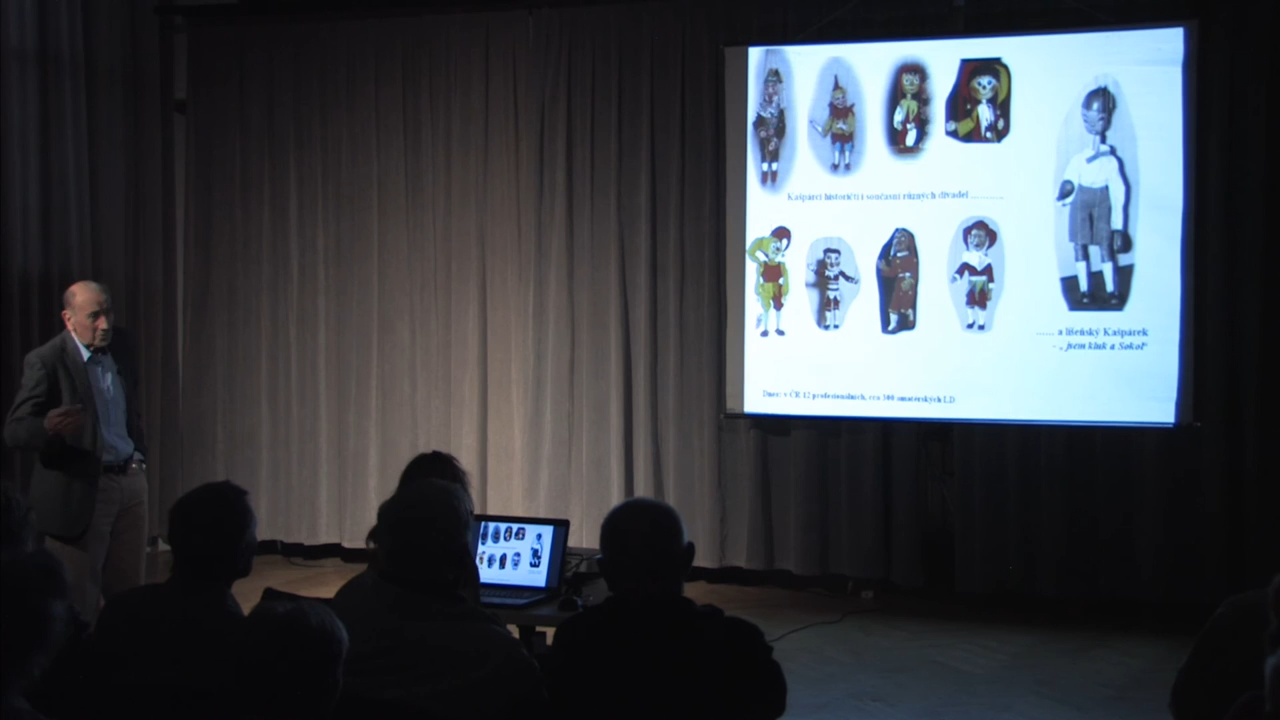 Kašpárci historičtí i současní různých divadel ............
...... a líšeňský Kašpárek
- „ jsem kluk a Sokol“
Dnes: v ČR 12 profesionálních, cca 300 amatérských LD